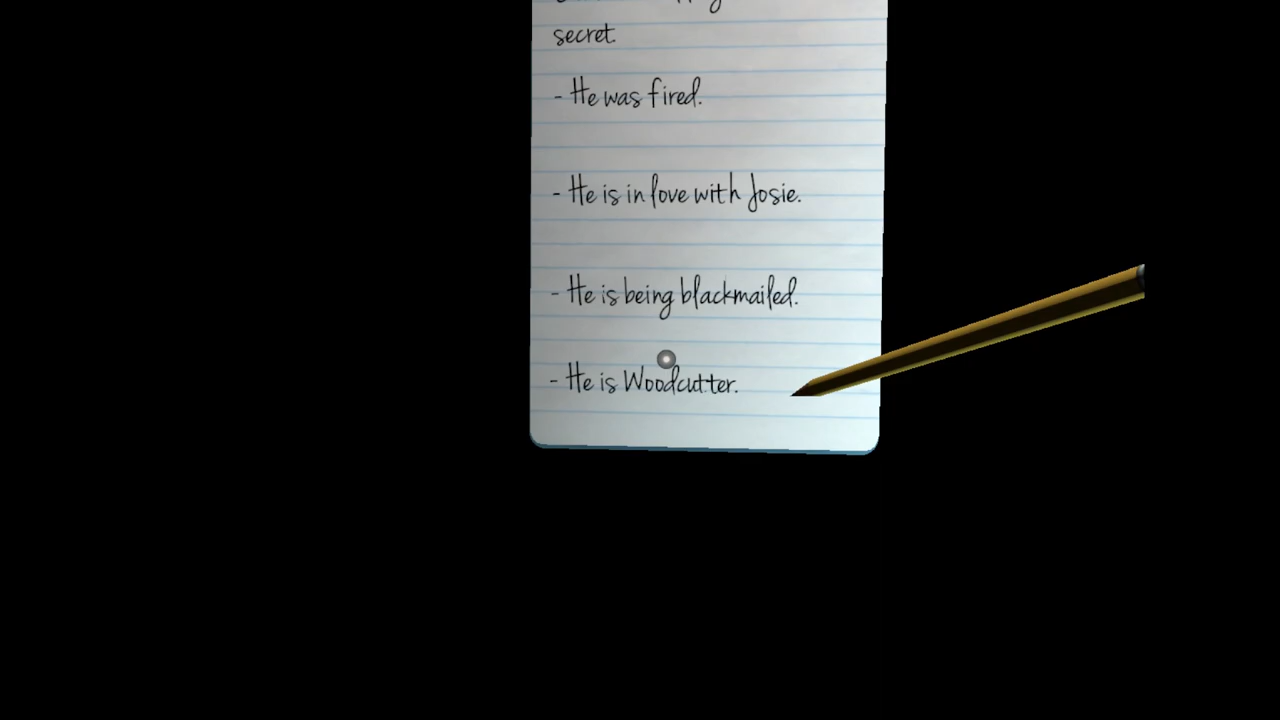 secret.
- He was fired.
- He is in love with Josie.
- He is being blackmailed.
- He is Woodcutter.